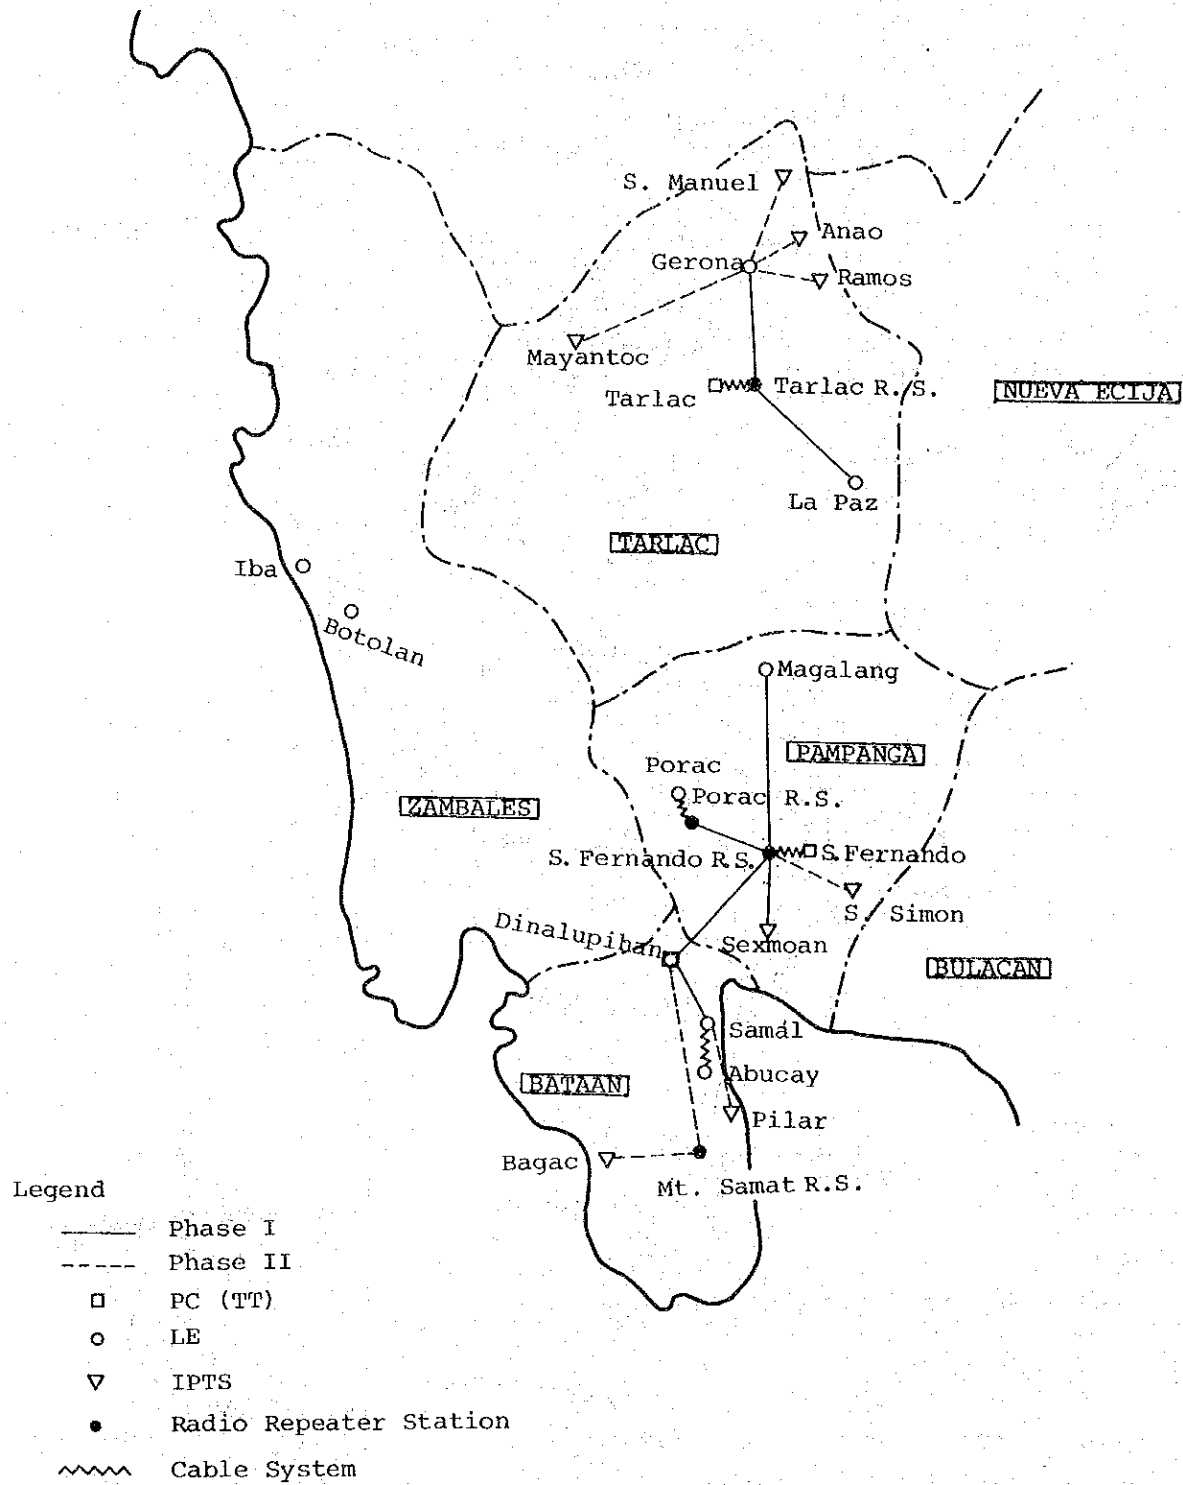 S. Manuel
Anao
Gerona
Ramos
Mayantoc
Tarlac R.S.
NUEVA ECIJA
Tarlac
La Paz
TARLAC
Iba
Botolan
Magalang
PAMPANGA
Porac
Porac R.S.
ZAMBALES
S. Fernando R.S.
S. Fernando
S. Simon
Dinalupihan
Sexmoan
BULACAN
Samal
Abucay
BATAAN
Pilar
Bagac
Mt. Samat R.S.
Legend
Phase I
Phase II
PC (TT)
LE
IPTS
Radio Repeater Station
Cable System